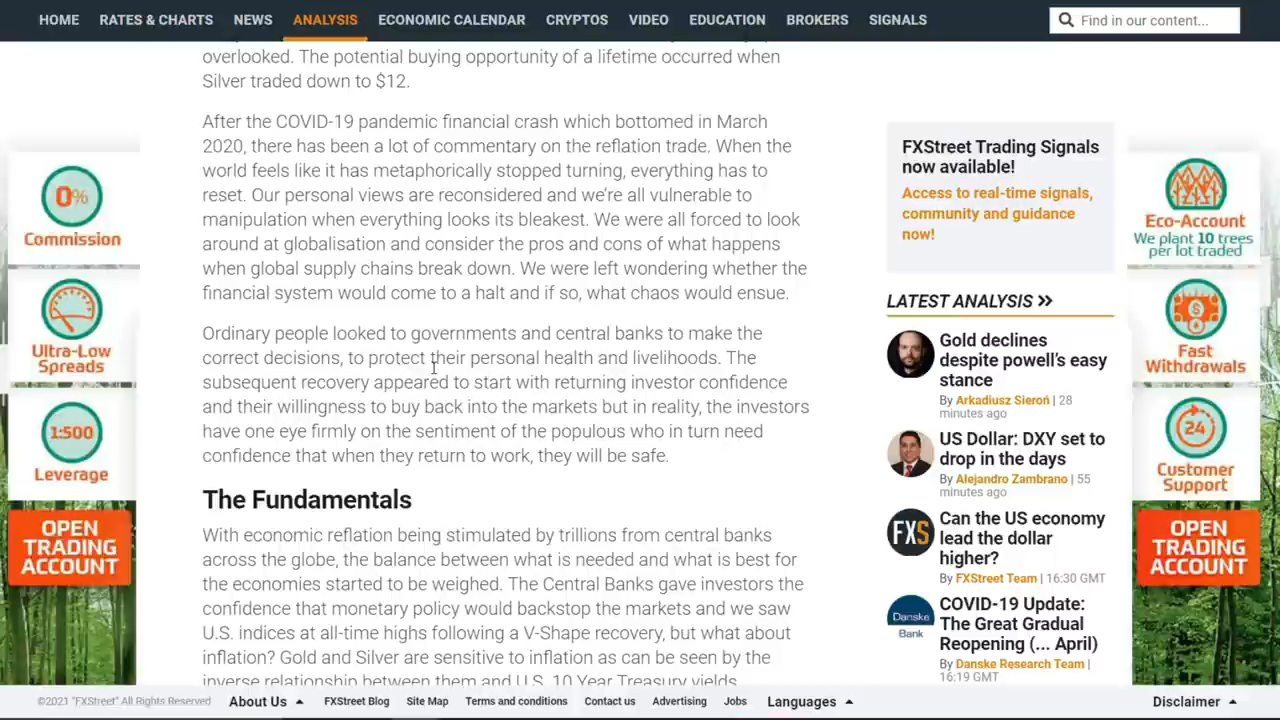 HOME RATES & CHARTS NEWS ANALYSIS ECONOMIC CALENDAR CRYPTOS VIDEO EDUCATION BROKERS SIGNALS Find in our content...
overlooked. The potential buying opportunity of a lifetime occurred when
Silver traded down to $12.
After the COVID-19 pandemic financial crash which bottomed in March
2020, there has been a lot of commentary on the reflation trade. When the
world feels like it has metaphorically stopped turning, everything has to
reset. Our personal views are reconsidered and we're all vulnerable to
manipulation when everything looks its bleakest. We were all forced to look
around at globalisation and consider the pros and cons of what happens
when global supply chains break down. We were left wondering whether the
financial system would come to a halt and if so, what chaos would ensue.
Ordinary people looked to governments and central banks to make the
correct decisions, to protect their personal health and livelihoods. The
subsequent recovery appeared to start with returning investor confidence
and their willingness to buy back into the markets but in reality, the investors
have one eye firmly on the sentiment of the populous who in turn need
confidence that when they return to work, they will be safe.
The Fundamentals
With economic reflation being stimulated by trillions from central banks
across the globe, the balance between what is needed and what is best for
the economies started to be weighed. The Central Banks gave investors the
confidence that monetary policy would backstop the markets and we saw
U.S. indices at all-time highs following a V-Shape recovery, but what about
inflation? Gold and Silver are sensitive to inflation as can be seen by the
inverse relationship between them and U.S. 10 Year Treasury yields
0%
Commission
Ultra-Low
Spreads
1:500
Leverage
OPEN
TRADING
ACCOUNT
FXStreet Trading Signals
now available!
Access to real-time signals,
community and guidance
now!
LATEST ANALYSIS »
Gold declines
despite powell's easy
stance
By Arkadiusz Sieroń | 28
minutes ago
US Dollar: DXY set to
drop in the days
By Alejandro Zambrano | 55
minutes ago
FXS
Can the US economy
lead the dollar
higher?
By FXStreet Team | 16:30 GMT
Danske
Bank
COVID-19 Update:
The Great Gradual
Reopening (... April)
By Danske Research Team |
16:19 GMT
Eco-Account
We plant 10 trees
per lot traded
$
Fast
Withdrawals
24
Customer
Support
OPEN
TRADING
ACCOUNT
©2021 "FXStreet" All Rights Reserved About Us FXStreet Blog Site Map Terms and conditions Contact us Advertising Jobs Languages Disclaimer